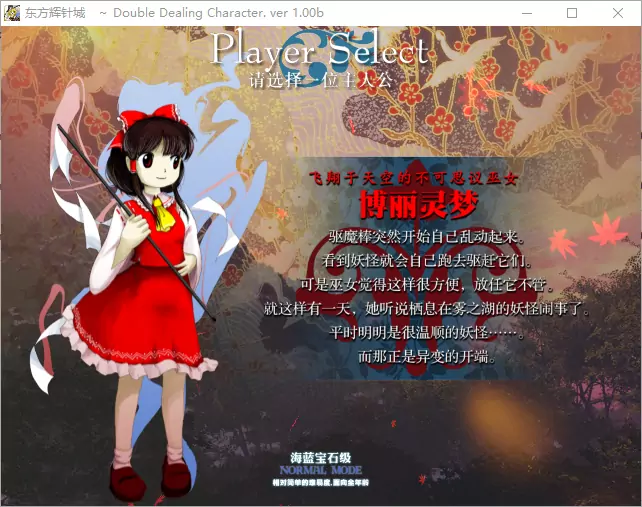 东方辉针城 ~ Double Dealing Character. ver 1.00b
Player Select
请选择一位主人公
飞翔于天空的不可思议巫女
博丽灵梦
驱魔棒突然开始自己乱动起来。
看到妖怪就会自己跑去驱赶它们。
可是巫女觉得这样很方便，放任它不管。
就这样有一天，她听说栖息在雾之湖的妖怪闹事了。
平时明明是很温顺的妖怪……。
而那正是异变的开端。
海蓝宝石级
NORMAL MODE
相对简单的难易度.面向全年龄